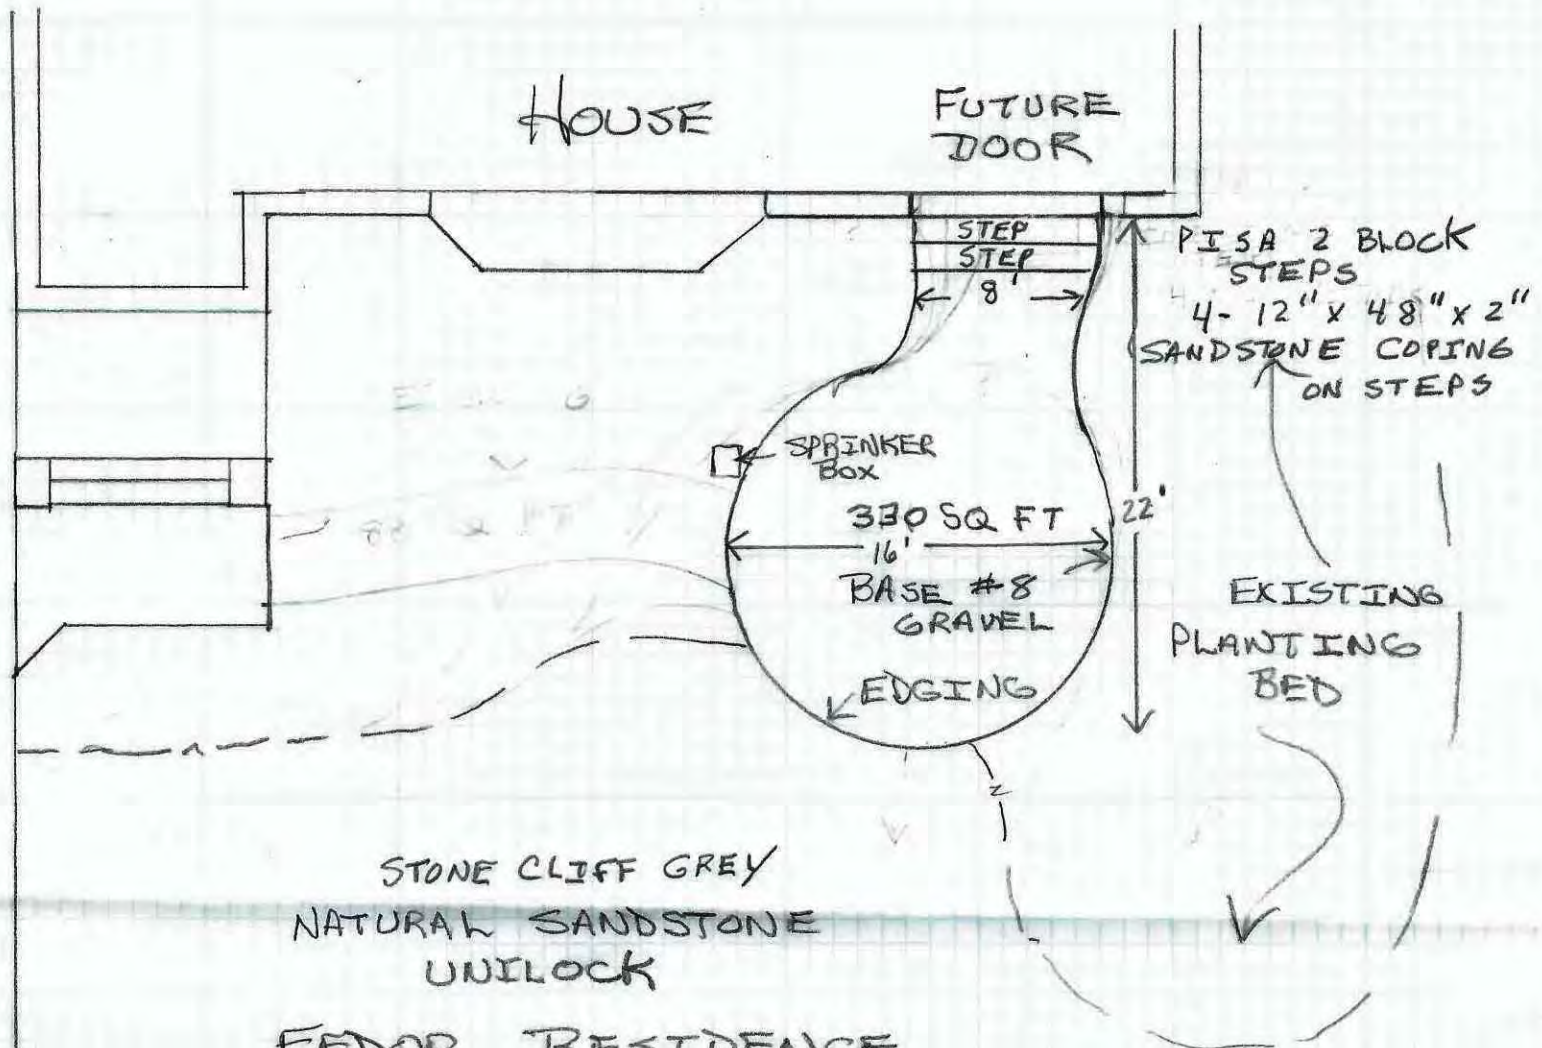 HOUSE
FUTURE
DOOR
STEP
STEP
8'
PISA 2 BLOCK
STEPS
4- 12" x 48" x 2"
SANDSTONE COPING
ON STEPS
SPRINKER
BOX
330 SQ FT
16'
22'
BASE #8
GRAVEL
EDGING
EXISTING
PLANTING
BED
STONE CLIFF GREY
NATURAL SANDSTONE
UNILOCK
FEDOR RESIDENCE